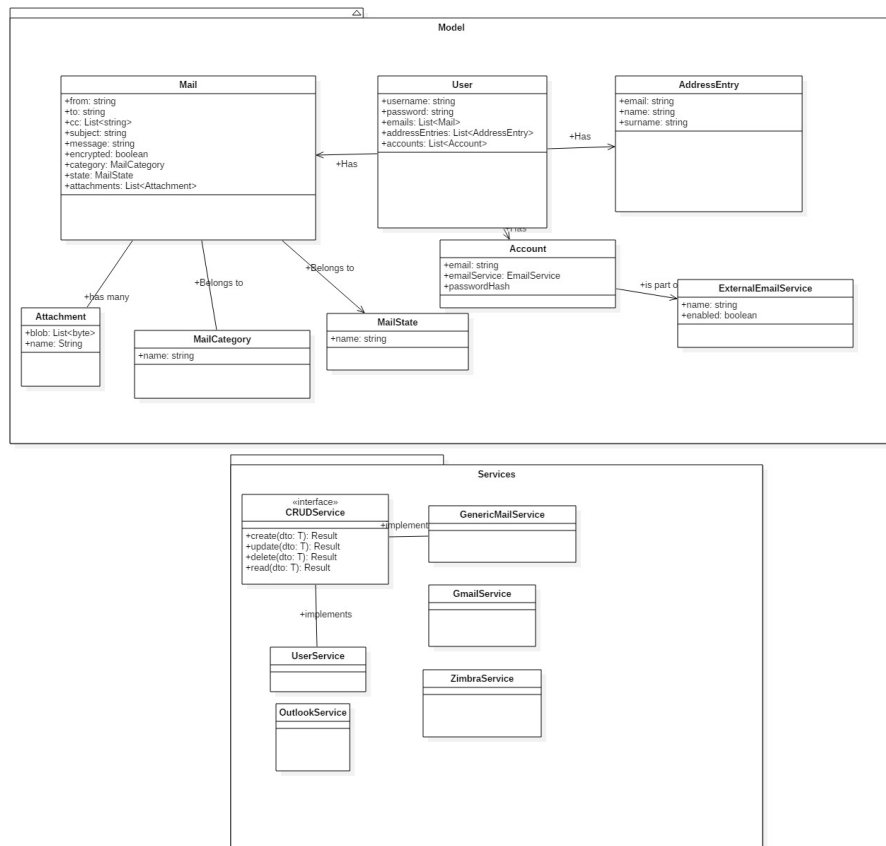 Model
Mail
+from: string
+to: string
+cc: List<string>
+subject: string
+message: string
+encrypted: boolean
+category: MailCategory
+state: MailState
+attachments: List<Attachment>
User
+username: string
+password: string
+emails: List<Mail>
+addressEntries: List<AddressEntry>
+accounts: List<Account>
AddressEntry
+email: string
+name: string
+surname: string
+Has
+Has
+Has
Account
+email: string
+emailService: EmailService
+passwordHash
+is part o
ExternalEmailService
+name: string
+enabled: boolean
+has many
+Belongs to
+Belongs to
Attachment
+blob: List<byte>
+name: String
MailCategory
+name: string
MailState
+name: string
Services
«interface»
CRUDService
+create(dto: T): Result
+update(dto: T): Result
+delete(dto: T): Result
+read(dto: T): Result
+implement
GenericMailService
GmailService
+implements
UserService
ZimbraService
OutlookService